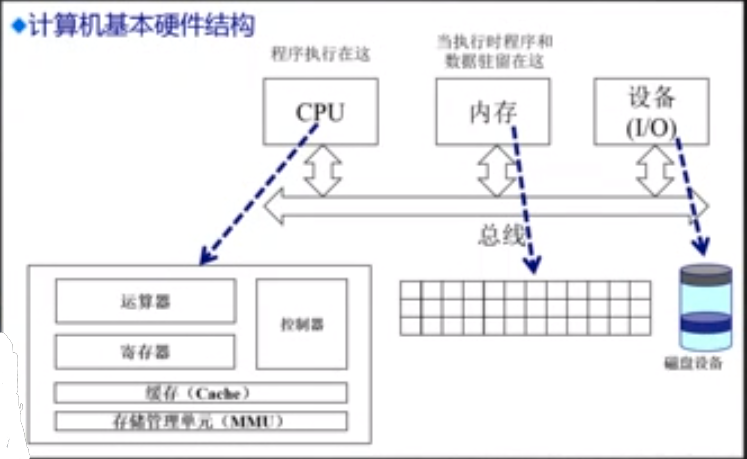 计算机基本硬件结构
程序执行在这
当执行时程序和
数据驻留在这
CPU
内存
设备
(I/O)
总线
运算器
控制器
寄存器
缓存（Cache）
存储管理单元（MMU）
磁盘设备